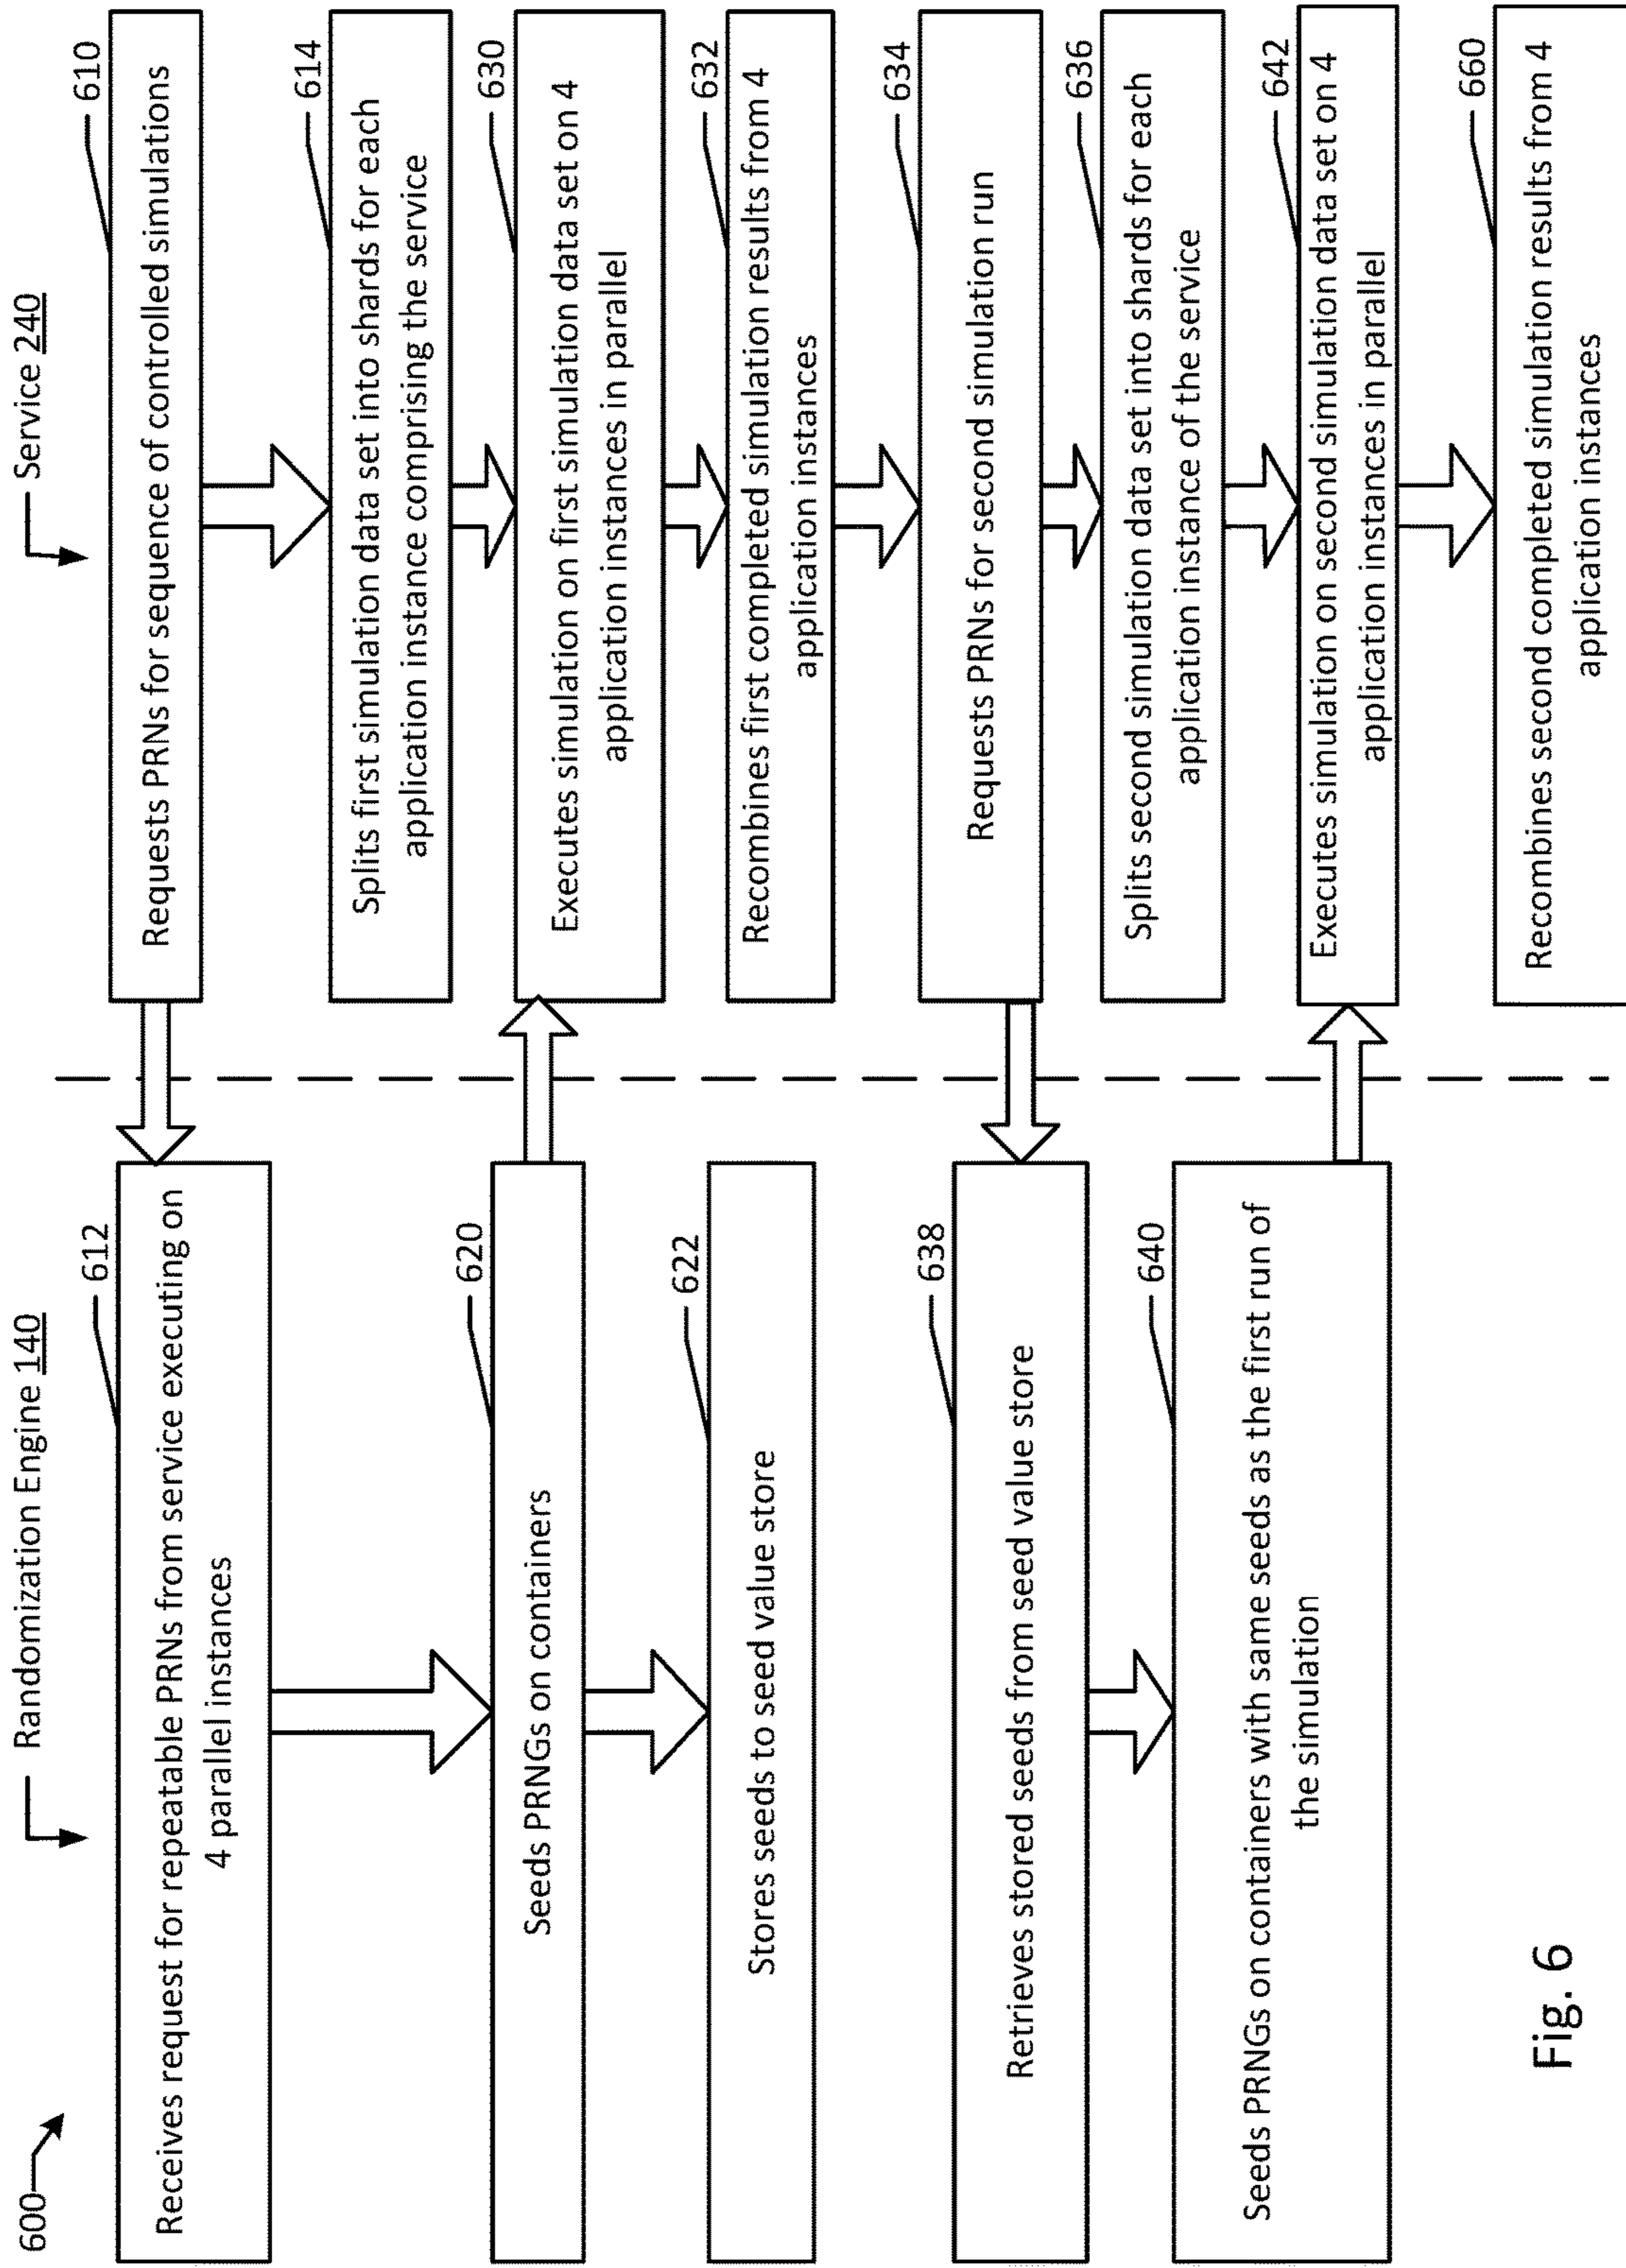 600
Randomization Engine 140
Service 240
610
Requests PRNs for sequence of controlled simulations
612
Receives request for repeatable PRNs from service executing on
4 parallel instances
614
Splits first simulation data set into shards for each
application instance comprising the service
620
Seeds PRNGs on containers
630
Executes simulation on first simulation data set on 4
application instances in parallel
622
Stores seeds to seed value store
632
Recombines first completed simulation results from 4
application instances
634
Requests PRNs for second simulation run
638
Retrieves stored seeds from seed value store
636
Splits second simulation data set into shards for each
application instance of the service
640
Seeds PRNGs on containers with same seeds as the first run of
the simulation
642
Executes simulation on second simulation data set on 4
application instances in parallel
660
Recombines second completed simulation results from 4
application instances
Fig. 6